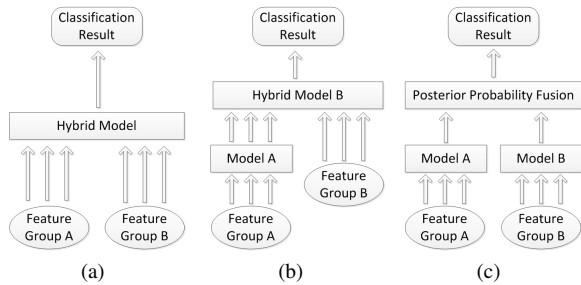 Classification
Result
Hybrid Model
Feature
Group A
Feature
Group B
(a)
Classification
Result
Hybrid Model B
Model A
Feature
Group B
Feature
Group A
(b)
Classification
Result
Posterior Probability Fusion
Model A
Model B
Feature
Group A
Feature
Group B
(c)